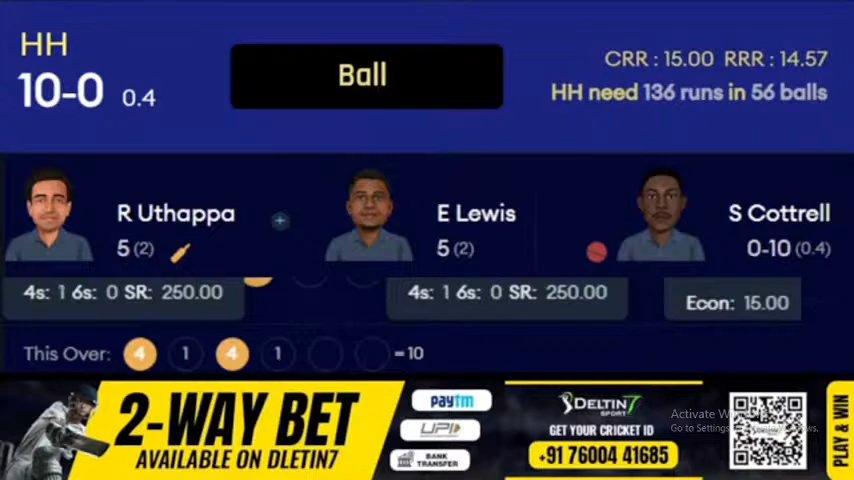 HH
10-0 0.4
Ball
CRR : 15.00 RRR : 14.57
HH need 136 runs in 56 balls
R Uthappa
5 (2)
E Lewis
5 (2)
S Cottrell
0-10 (0.4)
4s: 1 6s: 0 SR: 250.00
4s: 1 6s: 0 SR: 250.00
Econ: 15.00
This Over: 4 1 4 1 =10
2-WAY BET
AVAILABLE ON DLETIN7
paytm
UPI
BANK
TRANSFER
DELTIN7
SPORT
GET YOUR CRICKET ID
+91 76004 41685
Activate
Go to Settings
PLAY & WIN